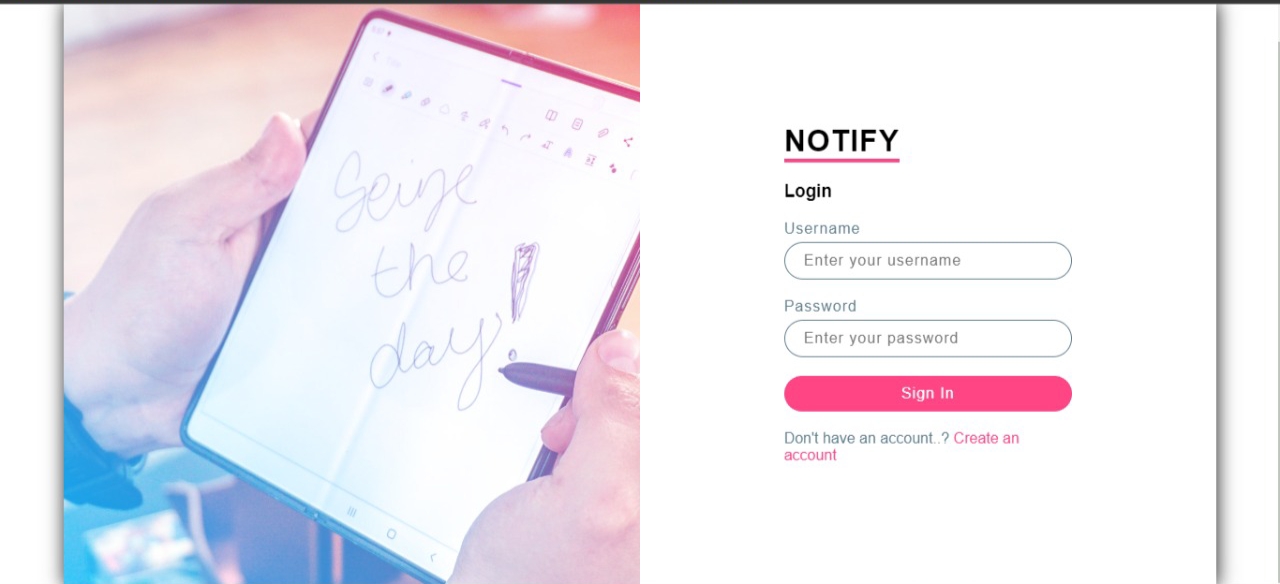 Seize
the
day!
NOTIFY
Login
Username
Enter your username
Password
Enter your password
Sign In
Don't have an account..? Create an
account